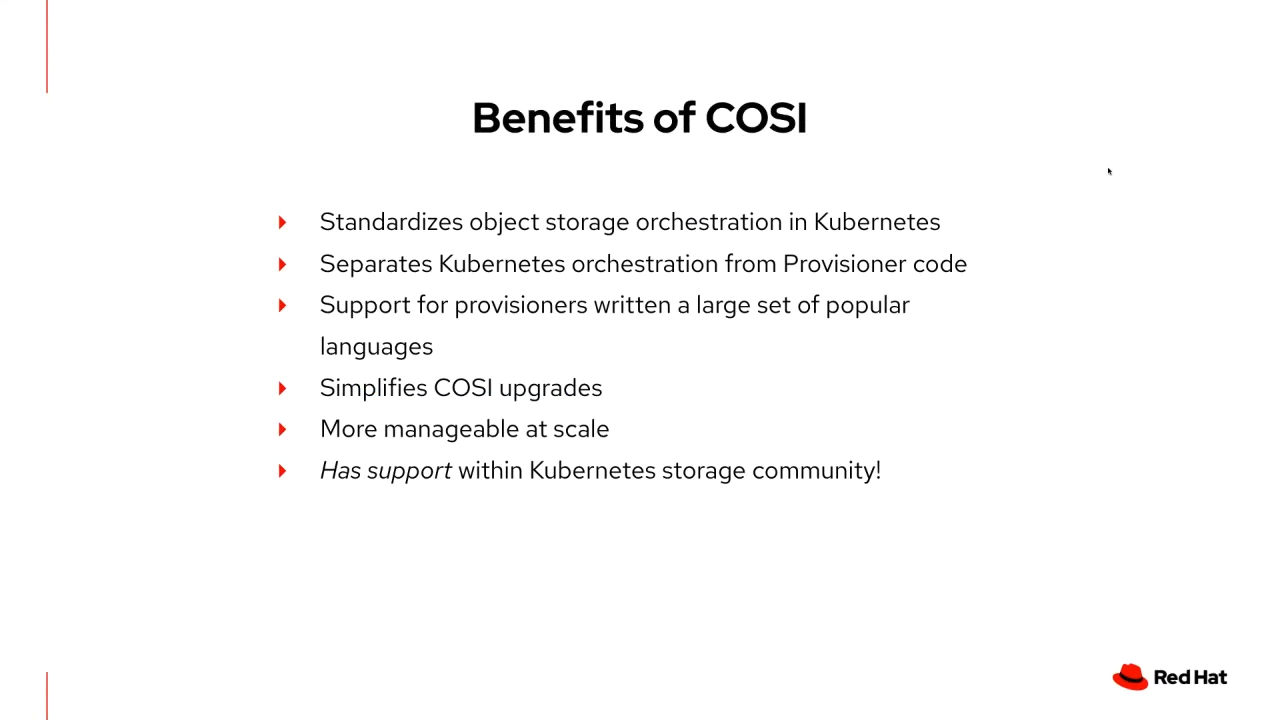 Benefits of COSI
Standardizes object storage orchestration in Kubernetes
Separates Kubernetes orchestration from Provisioner code
Support for provisioners written a large set of popular
languages
Simplifies COSI upgrades
More manageable at scale
Has support within Kubernetes storage community!
Red Hat